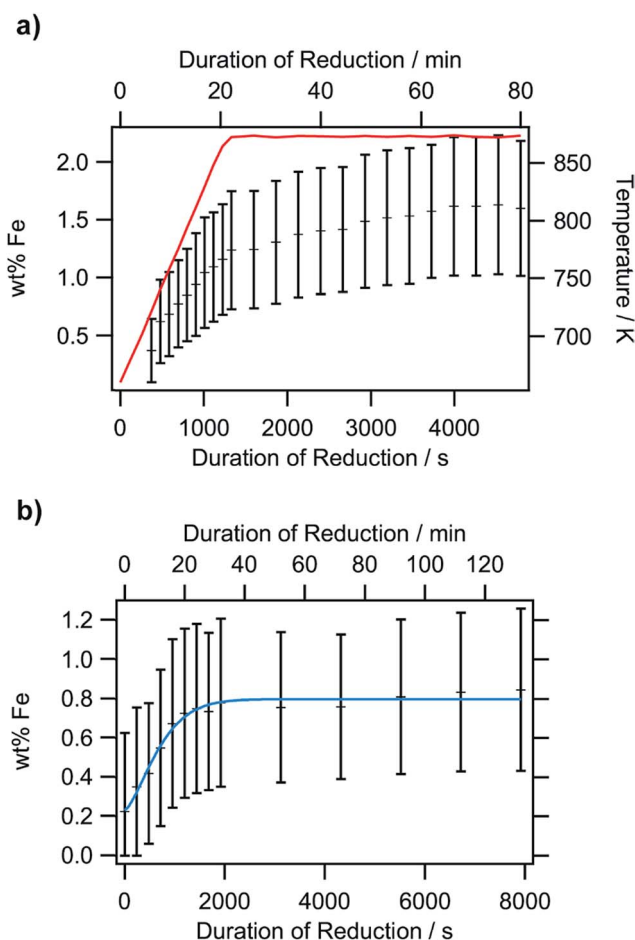 a)
Duration of Reduction / min
0 20 40 60 80
2.0
1.5
1.0
0.5
wt% Fe
850
800
750
700
Temperature / K
0 1000 2000 3000 4000
Duration of Reduction / s
b)
Duration of Reduction / min
0 20 40 60 80 100 120
1.2
1.0
0.8
0.6
0.4
0.2
0.0
wt% Fe
0 2000 4000 6000 8000
Duration of Reduction / s